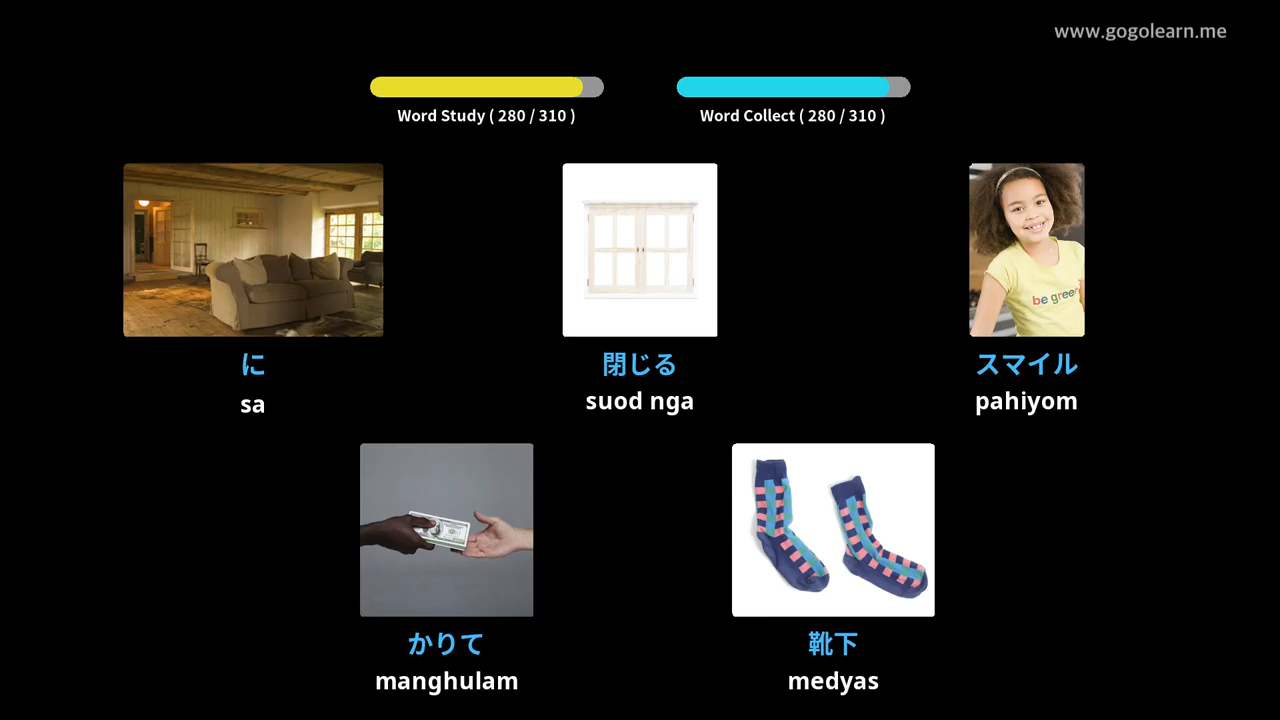 www.gogolearn.me
Word Study ( 280 / 310 )
Word Collect ( 280 / 310 )
be green
に
sa
閉じる
suod nga
スマイル
pahiyom
かりて
manghulam
靴下
medyas